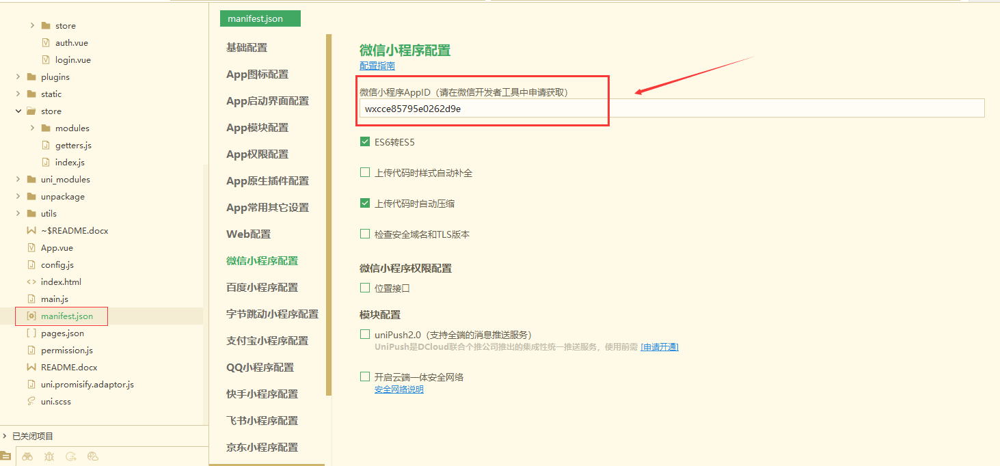 store
auth.vue
login.vue
plugins
static
store
modules
getters.js
index.js
uni_modules
unpackage
utils
~$README.docx
App.vue
config.js
index.html
main.js
manifest.json
pages.json
permission.js
README.docx
uni.promisify.adaptor.js
uni.scss
已关闭项目
manifest.json
基础配置
App图标配置
App启动界面配置
App模块配置
App权限配置
App原生插件配置
App常用其它设置
Web配置
微信小程序配置
百度小程序配置
字节跳动小程序配置
支付宝小程序配置
QQ小程序配置
快手小程序配置
飞书小程序配置
京东小程序配置
微信小程序配置
配置指南
微信小程序AppID（请在微信开发者工具中申请获取）
wxcce85795e0262d9e
ES6转ES5
上传代码时样式自动补全
上传代码时自动压缩
检查安全域名和TLS版本
微信小程序权限配置
位置接口
模块配置
uniPush2.0（支持全端的消息推送服务）
UniPush是DCloud联合个推公司推出的集成性统一推送服务，使用前需 [申请开通]
开启云端一体安全网络
安全网络说明